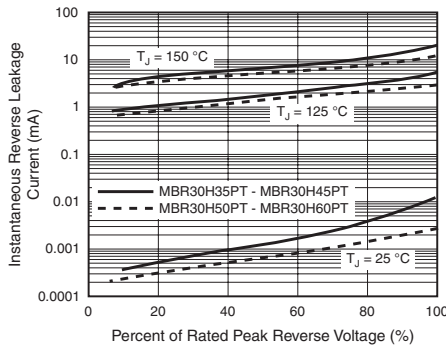 Instantaneous Reverse Leakage
Current (mA)
100
10
1
0.1
0.01
0.001
0.0001
T_J = 150 °C
T_J = 125 °C
MBR30H35PT - MBR30H45PT
MBR30H50PT - MBR30H60PT
T_J = 25 °C
0 20 40 60 80 100
Percent of Rated Peak Reverse Voltage (%)